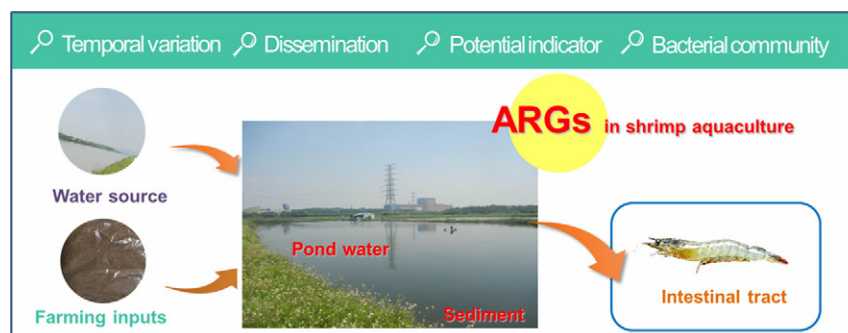 Temporal variation Dissemination Potential indicator Bacterial community
ARGs in shrimp aquaculture
Water source
Pond water
Intestinal tract
Farming inputs
Sediment